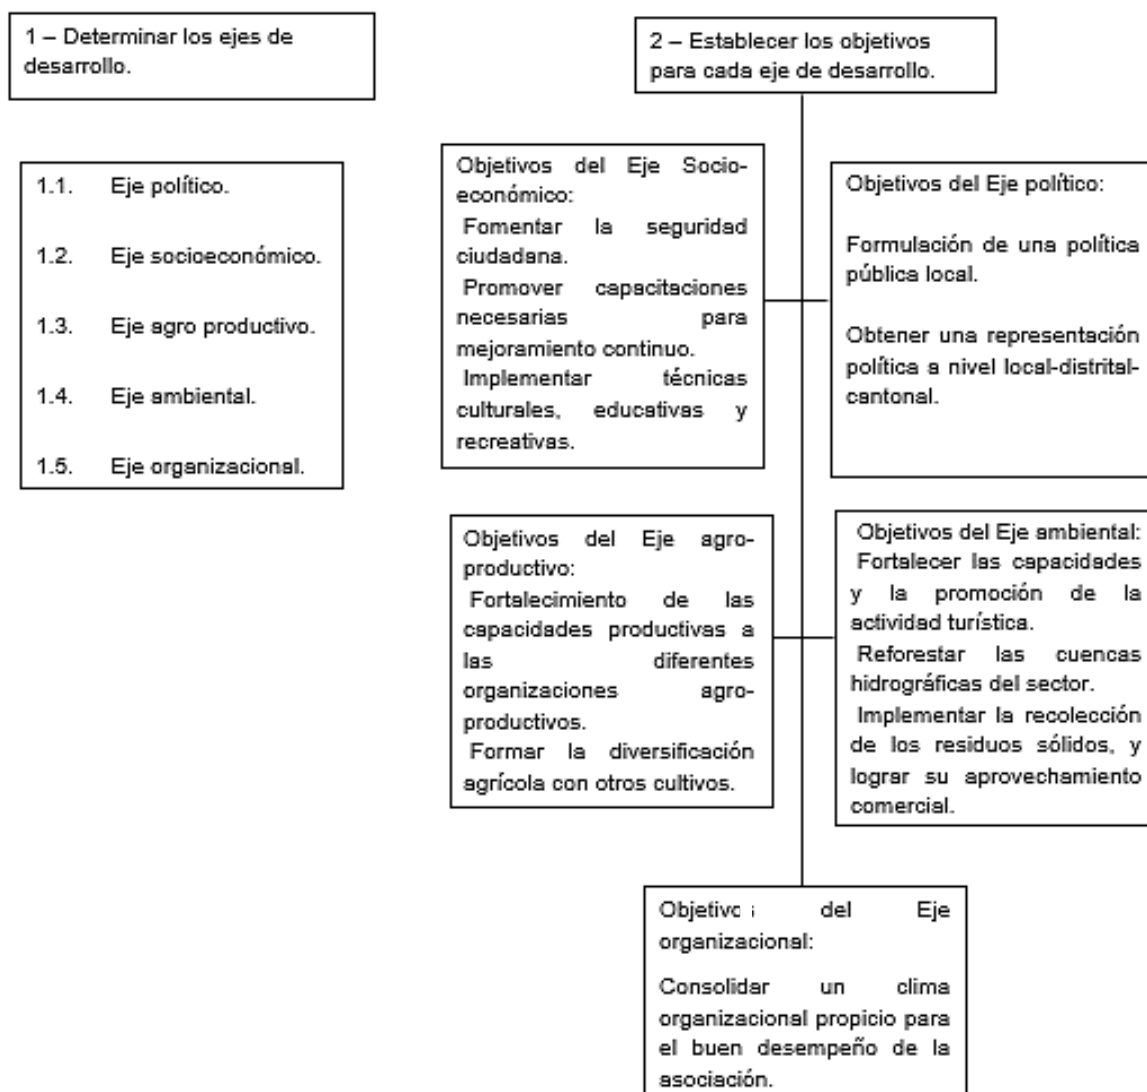 1 – Determinar los ejes de
desarrollo.
2 – Establecer los objetivos
para cada eje de desarrollo.
1.1. Eje político.
1.2. Eje socioeconómico.
1.3. Eje agro productivo.
1.4. Eje ambiental.
1.5. Eje organizacional.
Objetivos del Eje Socio-
económico:
Fomentar la seguridad
ciudadana.
Promover capacitaciones
necesarias para
mejoramiento continuo.
Implementar técnicas
culturales, educativas y
recreativas.
Objetivos del Eje político:
Formulación de una política
pública local.
Obtener una representación
política a nivel local-distrital-
cantonal.
Objetivos del Eje agro-
productivo:
Fortalecimiento de las
capacidades productivas a
las diferentes
organizaciones agro-
productivos.
Formar la diversificación
agrícola con otros cultivos.
Objetivos del Eje ambiental:
Fortalecer las capacidades
y la promoción de la
actividad turística.
Reforestar las cuencas
hidrográficas del sector.
Implementar la recolección
de los residuos sólidos, y
lograr su aprovechamiento
comercial.
Objetivos del Eje
organizacional:
Consolidar un clima
organizacional propicio para
el buen desempeño de la
asociación.